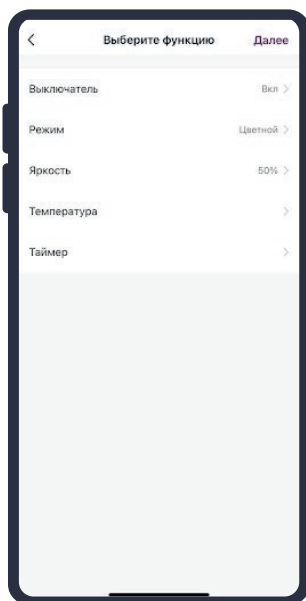 Выберите функцию Далее
Выключатель Вкл
Режим Цветной
Яркость 50%
Температура
Таймер